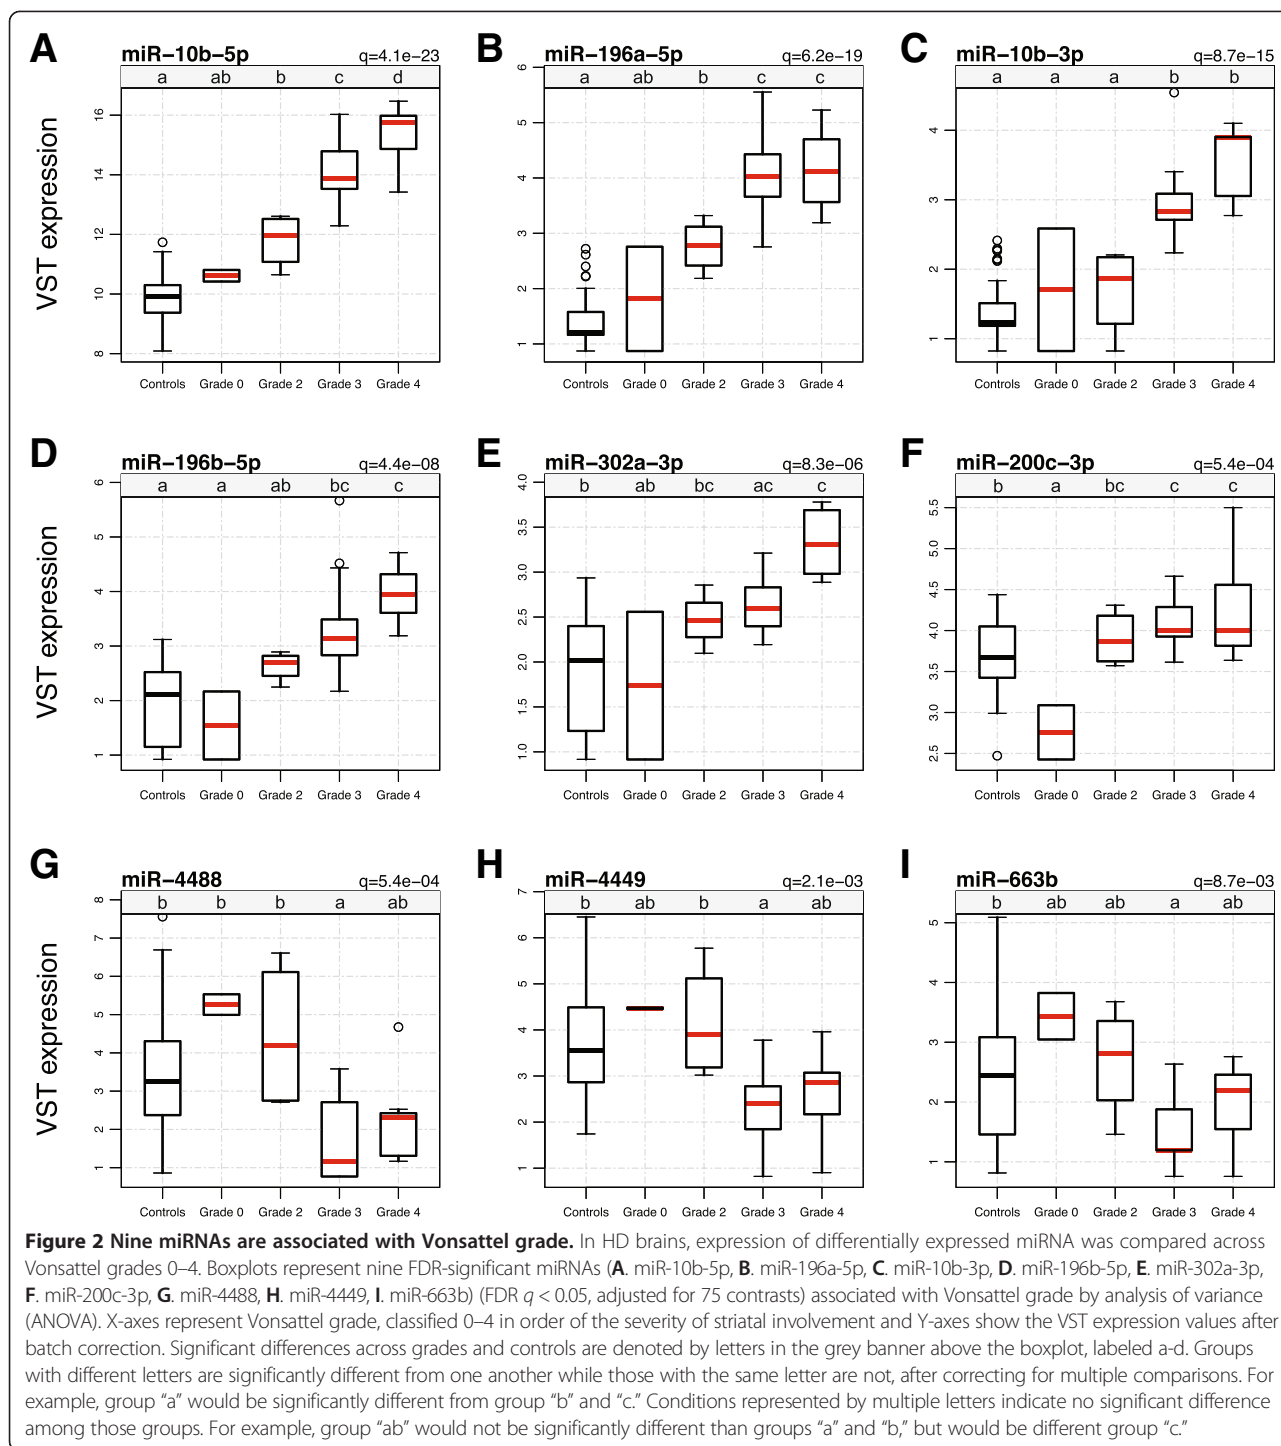 A
miR−10b−5p
q=4.1e−23
a ab b c d
VST expression
16
14
12
10
8
Controls Grade 0 Grade 2 Grade 3 Grade 4
B
miR−196a−5p
q=6.2e−19
a ab b c c
6
5
4
3
2
1
Controls Grade 0 Grade 2 Grade 3 Grade 4
C
miR−10b−3p
q=8.7e−15
a a a b b
4
3
2
1
Controls Grade 0 Grade 2 Grade 3 Grade 4
D
miR−196b−5p
q=4.4e−08
a a ab bc c
VST expression
6
5
4
3
2
1
Controls Grade 0 Grade 2 Grade 3 Grade 4
E
miR−302a−3p
q=8.3e−06
b ab bc ac c
4.0
3.5
3.0
2.5
2.0
1.5
1.0
Controls Grade 0 Grade 2 Grade 3 Grade 4
F
miR−200c−3p
q=5.4e−04
b a bc c c
5.5
5.0
4.5
4.0
3.5
3.0
2.5
Controls Grade 0 Grade 2 Grade 3 Grade 4
G
miR−4488
q=5.4e−04
b b b a ab
VST expression
8
7
6
5
4
3
2
1
Controls Grade 0 Grade 2 Grade 3 Grade 4
H
miR−4449
q=2.1e−03
b ab b a ab
7
6
5
4
3
2
1
Controls Grade 0 Grade 2 Grade 3 Grade 4
I
miR−663b
q=8.7e−03
b ab ab a ab
5
4
3
2
1
Controls Grade 0 Grade 2 Grade 3 Grade 4
Figure 2 Nine miRNAs are associated with Vonsattel grade. In HD brains, expression of differentially expressed miRNA was compared across
Vonsattel grades 0–4. Boxplots represent nine FDR-significant miRNAs (A. miR-10b-5p, B. miR-196a-5p, C. miR-10b-3p, D. miR-196b-5p, E. miR-302a-3p,
F. miR-200c-3p, G. miR-4488, H. miR-4449, I. miR-663b) (FDR q < 0.05, adjusted for 75 contrasts) associated with Vonsattel grade by analysis of variance
(ANOVA). X-axes represent Vonsattel grade, classified 0–4 in order of the severity of striatal involvement and Y-axes show the VST expression values after
batch correction. Significant differences across grades and controls are denoted by letters in the grey banner above the boxplot, labeled a-d. Groups
with different letters are significantly different from one another while those with the same letter are not, after correcting for multiple comparisons. For
example, group “a” would be significantly different from group “b” and “c.” Conditions represented by multiple letters indicate no significant difference
among those groups. For example, group “ab” would not be significantly different than groups “a” and “b,” but would be different group “c.”